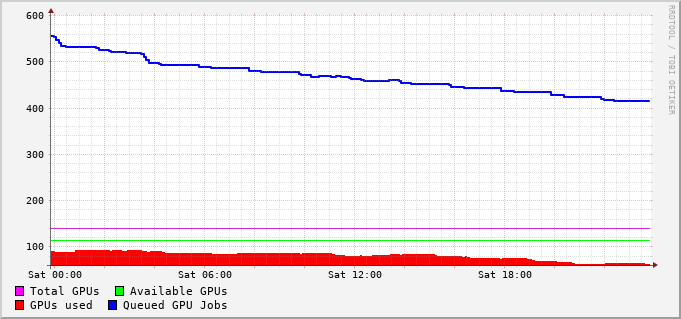 600
500
400
300
200
100
Sat 00:00 Sat 06:00 Sat 12:00 Sat 18:00
Total GPUs Available GPUs
GPUs used Queued GPU Jobs
RRDTOOL / TOBI OETIKER